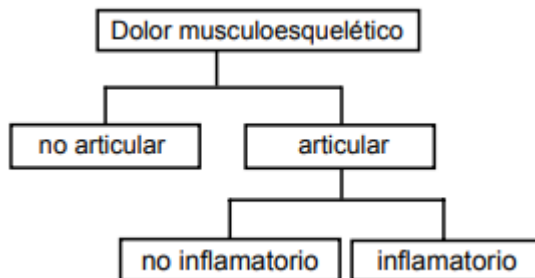 Dolor musculoesquelético
no articular
articular
no inflamatorio
inflamatorio